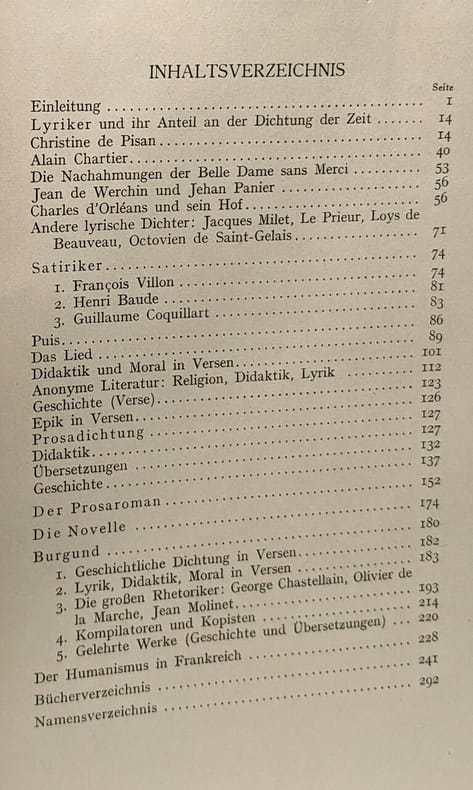 INHALTSVERZEICHNIS
Seite
Einleitung ........................................ 1
Lyriker und ihr Anteil an der Dichtung der Zeit ....... 14
Christine de Pisan ................................. 14
Alain Chartier..................................... 40
Die Nachahmungen der Belle Dame sans Merci .......... 53
Jean de Werchin und Jehan Panier .................... 56
Charles d'Orléans und sein Hof........................ 56
Andere lyrische Dichter: Jacques Milet, Le Prieur, Loys de
Beauveau, Octovien de Saint-Gelais................. 71
Satiriker......................................... 74
1. François Villon ................................ 74
2. Henri Baude ................................... 81
3. Guillaume Coquillart ........................... 83
Puis............................................. 86
Das Lied ......................................... 89
Didaktik und Moral in Versen......................... 101
Anonyme Literatur: Religion, Didaktik, Lyrik .......... 112
Geschichte (Verse).................................. 123
Epik in Versen..................................... 126
Prosadichtung .................................... 127
Didaktik.......................................... 127
Übersetzungen ..................................... 132
Geschichte........................................ 137
Der Prosaroman ................................... 152
Die Novelle ...................................... 174
Burgund ......................................... 180
1. Geschichtliche Dichtung in Versen................. 182
2. Lyrik, Didaktik, Moral in Versen ................. 183
3. Die großen Rhetoriker: George Chastellain, Olivier de
la Marche, Jean Molinet........................... 193
4. Kompilatoren und Kopisten ....................... 214
5. Gelehrte Werke (Geschichte und Übersetzungen) ... 220
Der Humanismus in Frankreich ....................... 228
Bücherverzeichnis .................................. 241
Namensverzeichnis ................................. 292